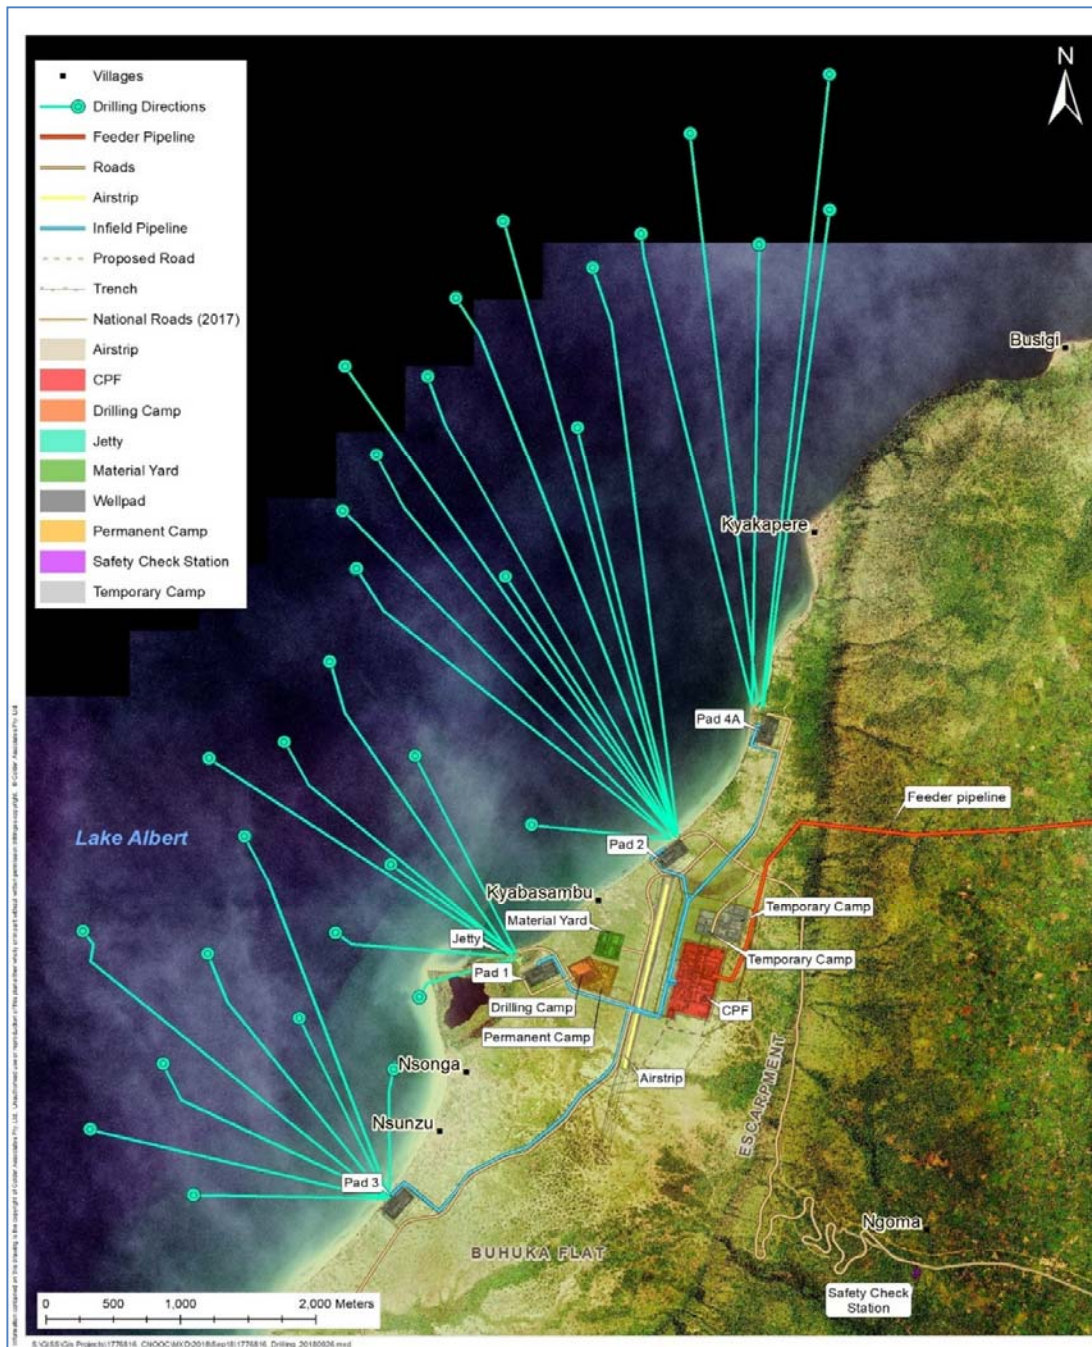 N
Villages
Drilling Directions
Feeder Pipeline
Roads
Airstrip
Infield Pipeline
Proposed Road
Trench
National Roads (2017)
Airstrip
CPF
Drilling Camp
Jetty
Material Yard
Wellpad
Permanent Camp
Safety Check Station
Temporary Camp
Busigi
Kyakapere
Pad 4A
Feeder pipeline
Lake Albert
Pad 2
Kyabasambu
Temporary Camp
Material Yard
Jetty
Temporary Camp
Pad 1
Drilling Camp
CPF
Permanent Camp
Nsonga
Airstrip
ESCARPMENT
Nsunzu
Pad 3
Ngoma
BUHUKA FLAT
Safety Check
Station
0 500 1,000 2,000 Meters